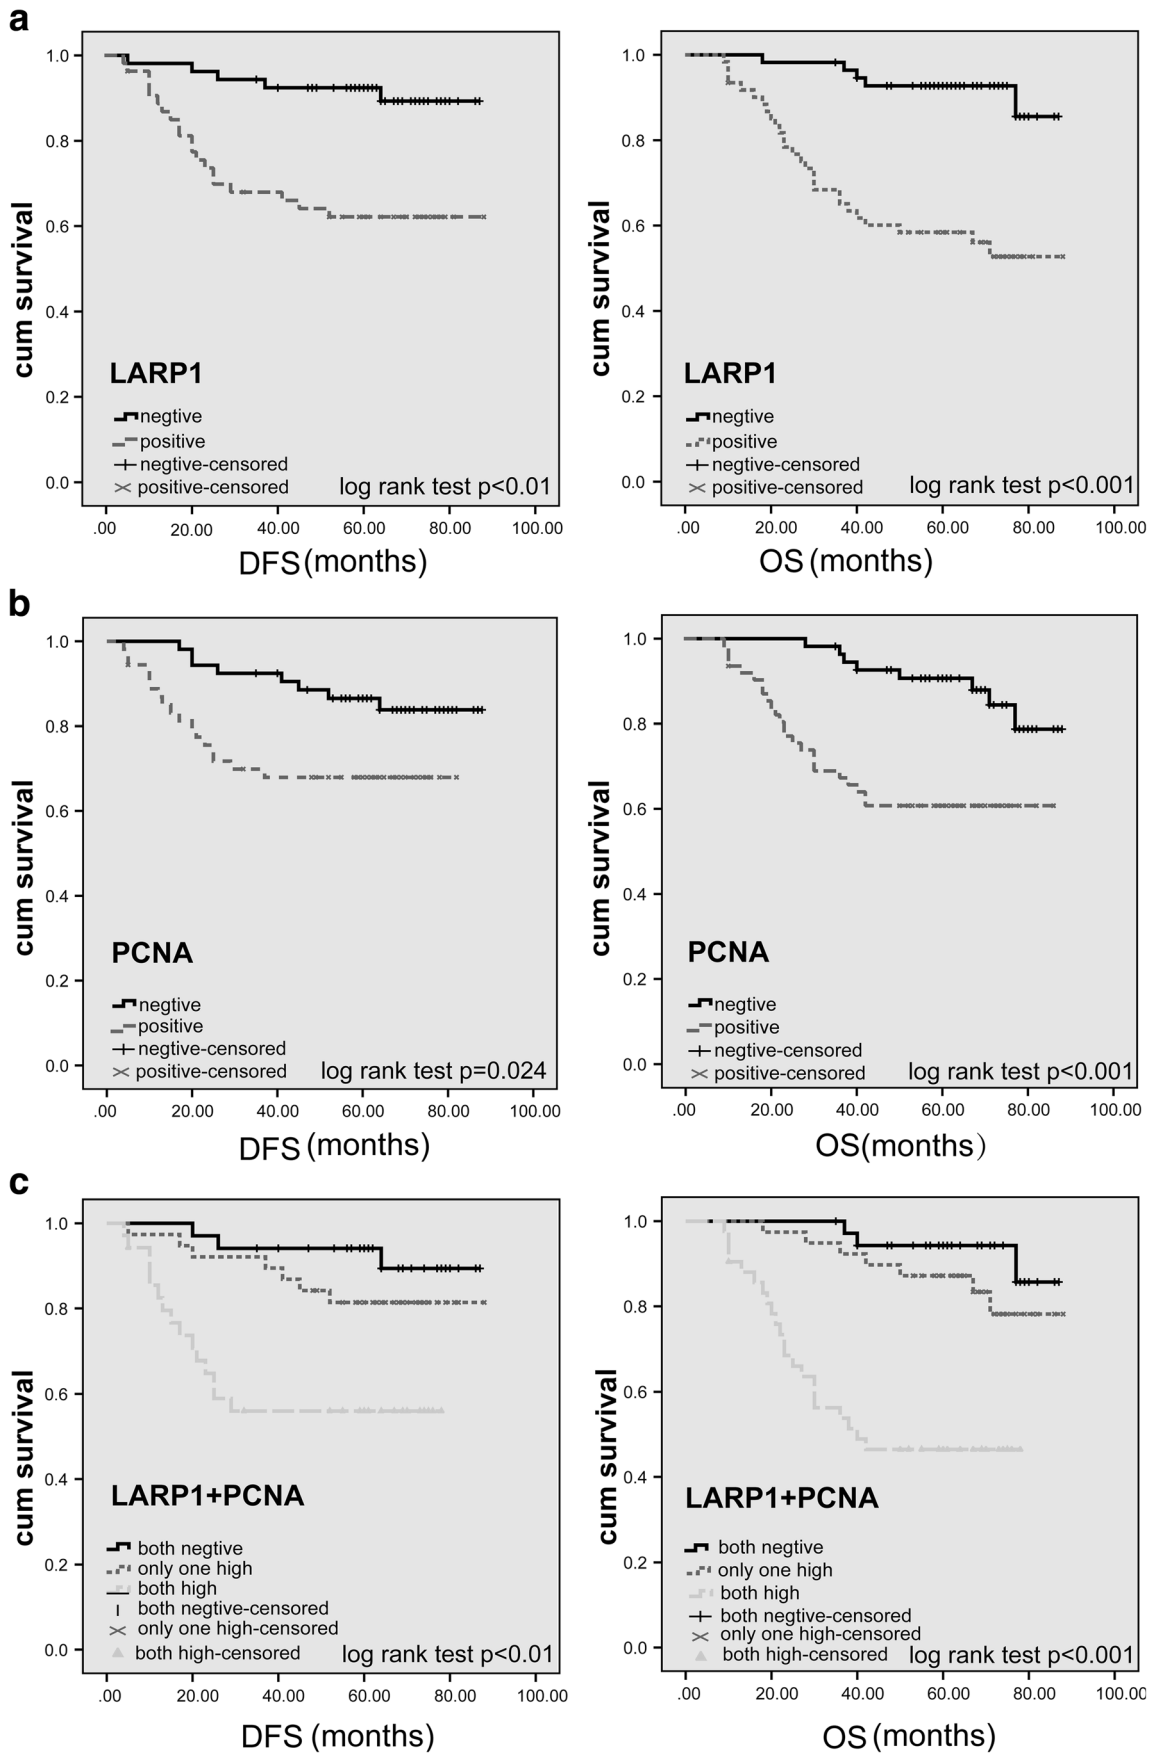 a
1.0
0.8
0.6
0.4
0.2
0.0
cum survival
LARP1
negtive
positive
negtive-censored
positive-censored
log rank test p<0.01
.00 20.00 40.00 60.00 80.00 100.00
DFS (months)
1.0
0.8
0.6
0.4
0.2
0.0
cum survival
LARP1
negtive
positive
negtive-censored
positive-censored
log rank test p<0.001
.00 20.00 40.00 60.00 80.00 100.00
OS (months)
b
1.0
0.8
0.6
0.4
0.2
0.0
cum survival
PCNA
negtive
positive
negtive-censored
positive-censored
log rank test p=0.024
.00 20.00 40.00 60.00 80.00 100.00
DFS (months)
1.0
0.8
0.6
0.4
0.2
0.0
cum survival
PCNA
negtive
positive
negtive-censored
positive-censored
log rank test p<0.001
.00 20.00 40.00 60.00 80.00 100.00
OS(months）
c
1.0
0.8
0.6
0.4
0.2
0.0
cum survival
LARP1+PCNA
both negtive
only one high
both high
both negtive-censored
only one high-censored
both high-censored
log rank test p<0.01
.00 20.00 40.00 60.00 80.00 100.00
DFS (months)
1.0
0.8
0.6
0.4
0.2
0.0
cum survival
LARP1+PCNA
both negtive
only one high
both high
both negtive-censored
only one high-censored
both high-censored
log rank test p<0.001
.00 20.00 40.00 60.00 80.00 100.00
OS (months)